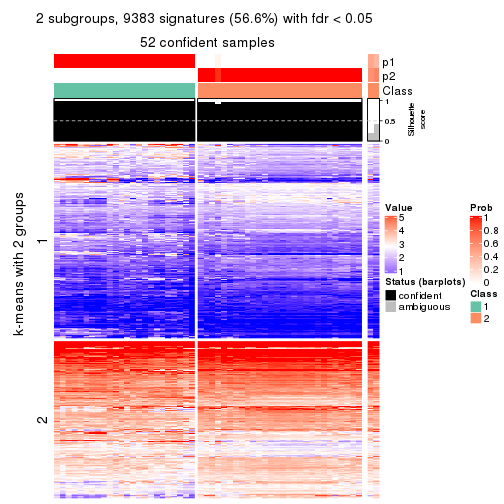 2 subgroups, 9383 signatures (56.6%) with fdr < 0.05
52 confident samples
p1
p2
Class
1
0.5
0
Silhouette
score
k-means with 2 groups
1
2
Value
5
4
3
2
1
Prob
1
0.8
0.6
0.4
0.2
0
Status (barplots)
confident
ambiguous
Class
1
2